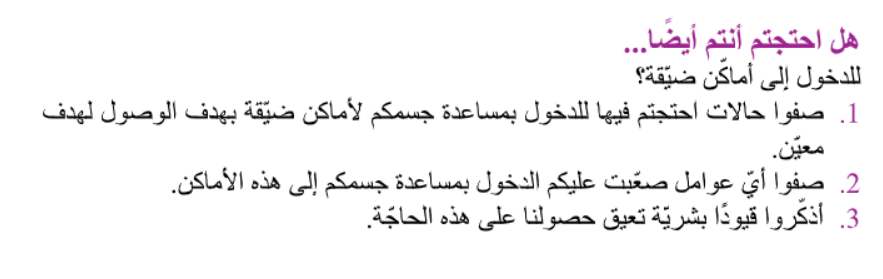 هل احتجتم أنتم أيضًا...
للدخول إلى أماكّن ضيّقة؟
1. صفوا حالات احتجتم فيها للدخول بمساعدة جسمكم لأماكن ضيّقة بهدف الوصول لهدف
معيّن.
2. صفوا أيّ عوامل صعّبت عليكم الدخول بمساعدة جسمكم إلى هذه الأماكن.
3. أذكّروا قيودًا بشريّة تعيق حصولنا على هذه الحاجّة.